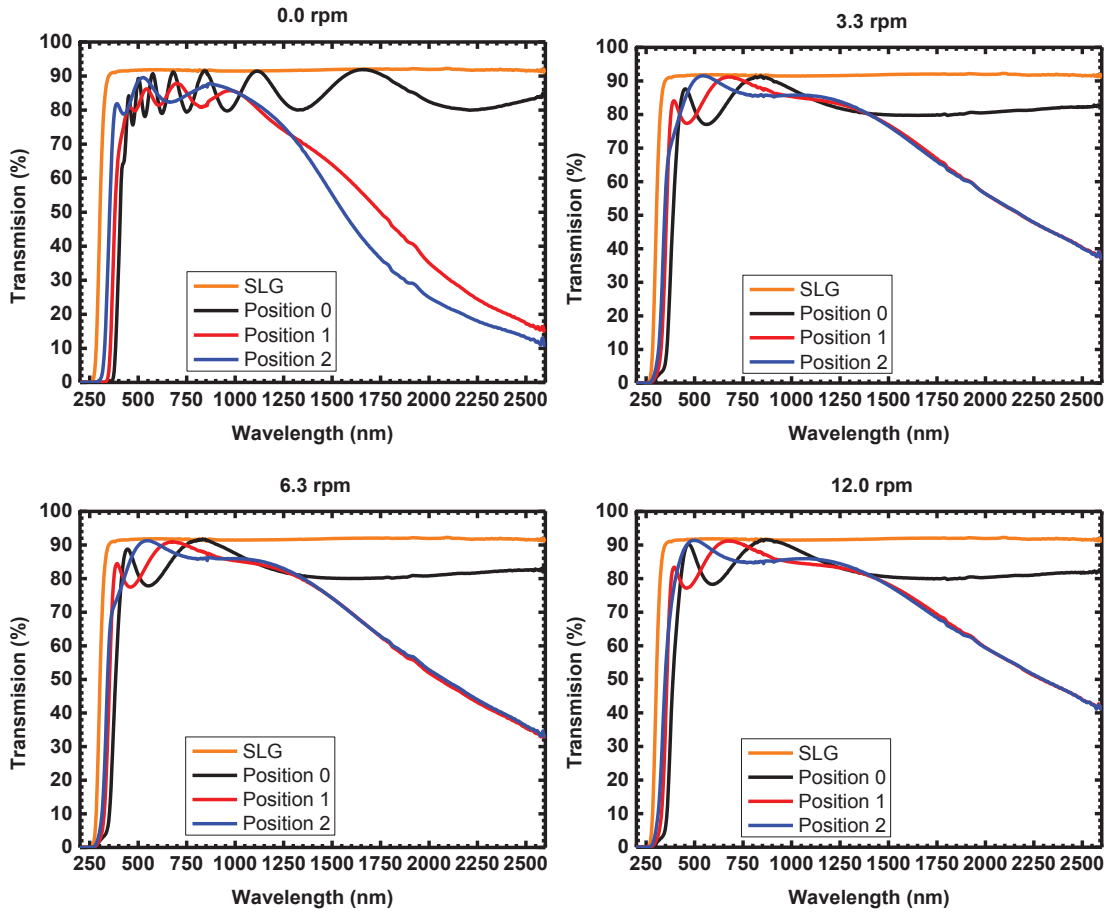 0.0 rpm
100
90
80
70
60
50
40
30
20
10
0
Transmision (%)
SLG
Position 0
Position 1
Position 2
250 500 750 1000 1250 1500 1750 2000 2250 2500
Wavelength (nm)
3.3 rpm
100
90
80
70
60
50
40
30
20
10
0
Transmision (%)
SLG
Position 0
Position 1
Position 2
250 500 750 1000 1250 1500 1750 2000 2250 2500
Wavelength (nm)
6.3 rpm
100
90
80
70
60
50
40
30
20
10
0
Transmision (%)
SLG
Position 0
Position 1
Position 2
250 500 750 1000 1250 1500 1750 2000 2250 2500
Wavelength (nm)
12.0 rpm
100
90
80
70
60
50
40
30
20
10
0
Transmision (%)
SLG
Position 0
Position 1
Position 2
250 500 750 1000 1250 1500 1750 2000 2250 2500
Wavelength (nm)